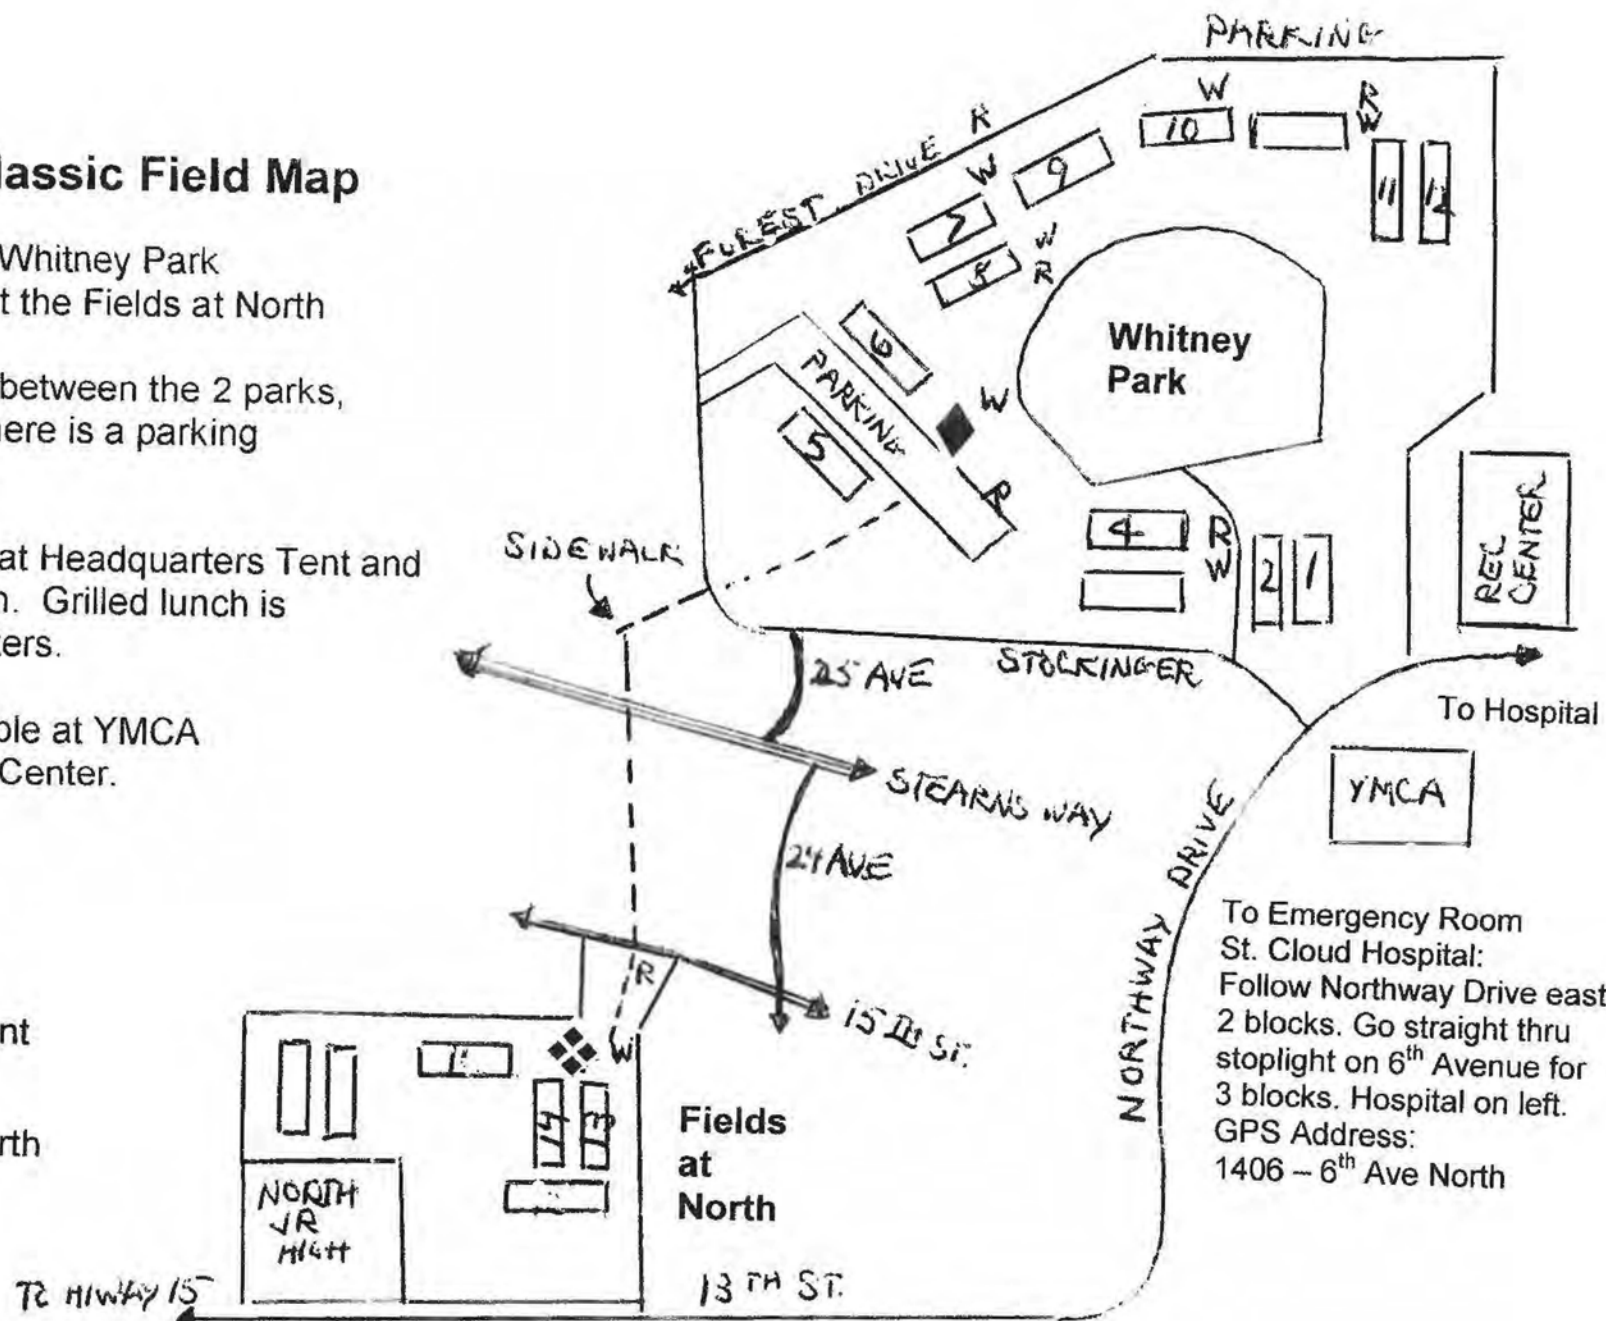 lassic Field Map
Whitney Park
t the Fields at North
between the 2 parks,
here is a parking
at Headquarters Tent and
n. Grilled lunch is
ters.
ble at YMCA
Center.
nt
rth
PARKING
FOREST DRIVE R
W
10
R
W
W
9
11
12
7
8
W
R
6
PARKING
5
W
R
Whitney
Park
4
R
W
2
1
REC
CENTER
SIDEWALK
25 AVE
STOCKINGER
To Hospital
STEARNS WAY
YMCA
24 AVE
NORTHWAY DRIVE
R
15 TH ST.
W
14
13
Fields
at
North
NORTH
JR
HIGH
TO HIWAY 15
13 TH ST.
To Emergency Room
St. Cloud Hospital:
Follow Northway Drive east
2 blocks. Go straight thru
stoplight on 6th Avenue for
3 blocks. Hospital on left.
GPS Address:
1406 – 6th Ave North